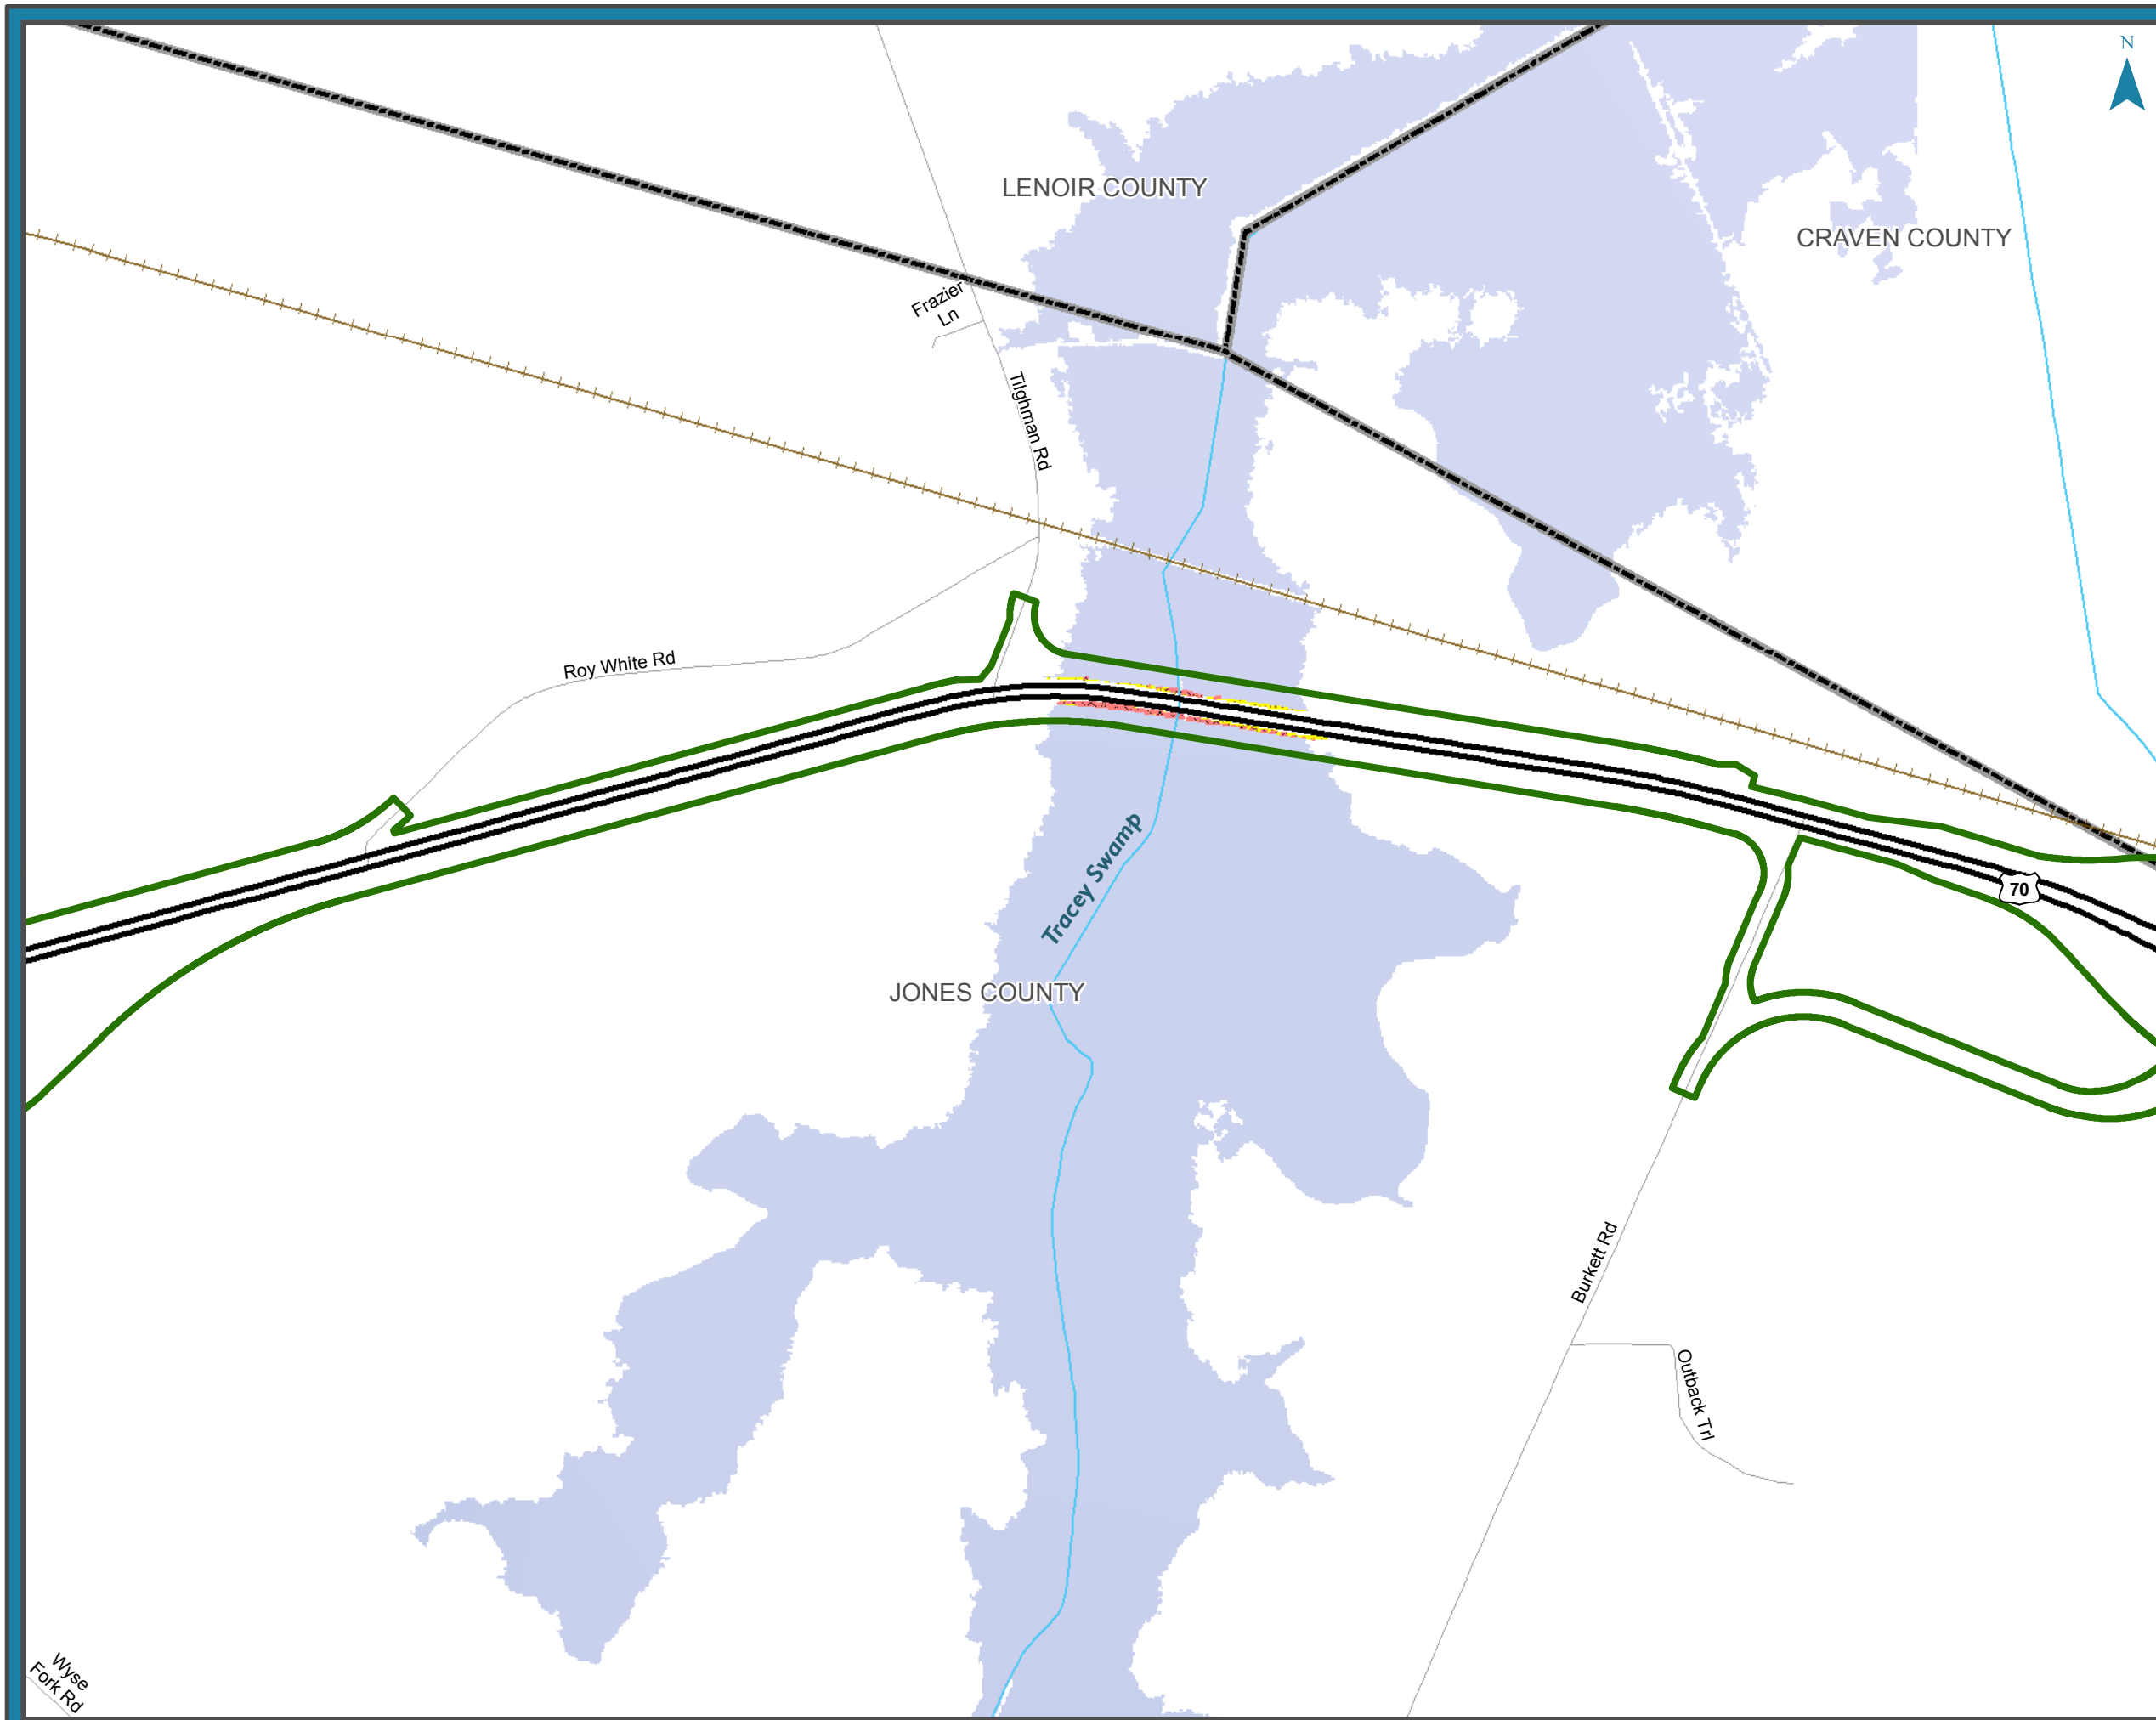 N
LENOIR COUNTY
CRAVEN COUNTY
Frazier
Ln
Tilghman Rd
Roy White Rd
Tracey Swamp
70
JONES COUNTY
Burkett Rd
Outback Trl
Wyse
Fork Rd